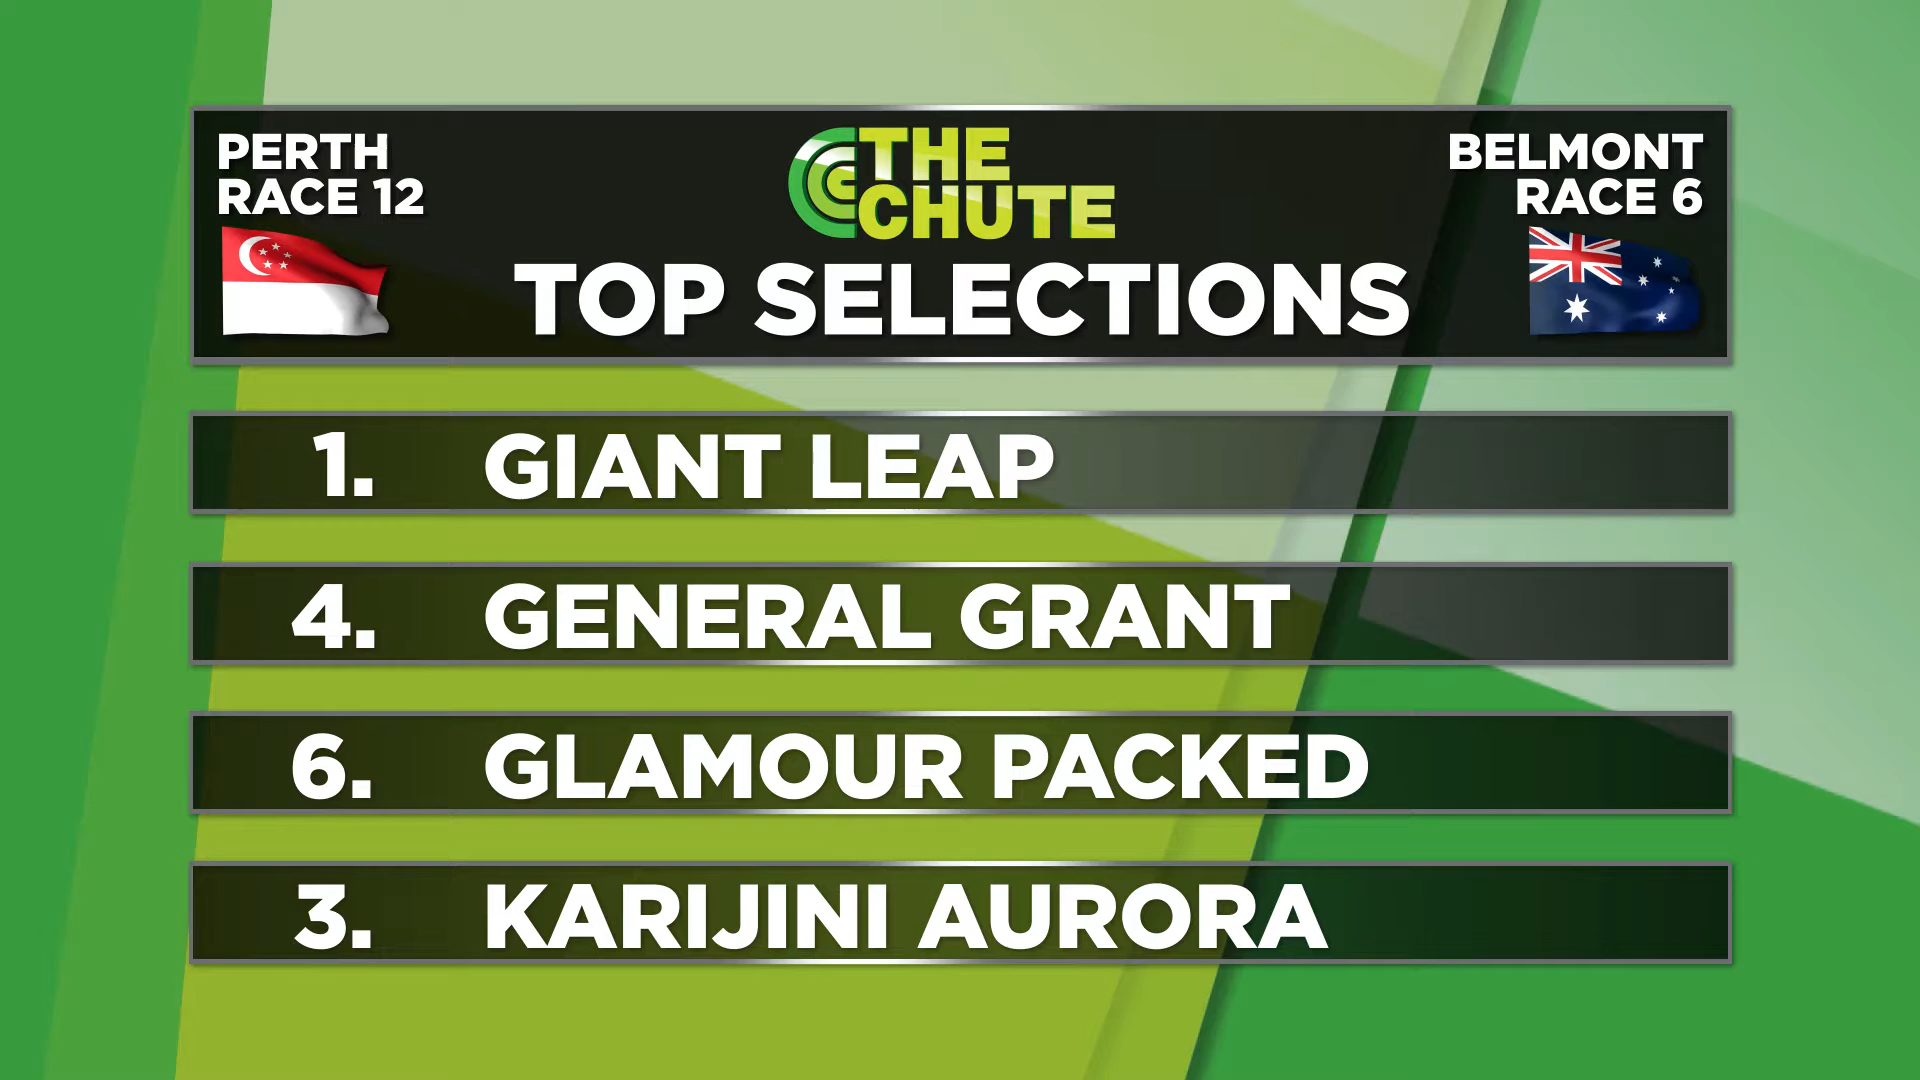 PERTH
RACE 12
THE
CHUTE
BELMONT
RACE 6
TOP SELECTIONS
1. GIANT LEAP
4. GENERAL GRANT
6. GLAMOUR PACKED
3. KARIJINI AURORA